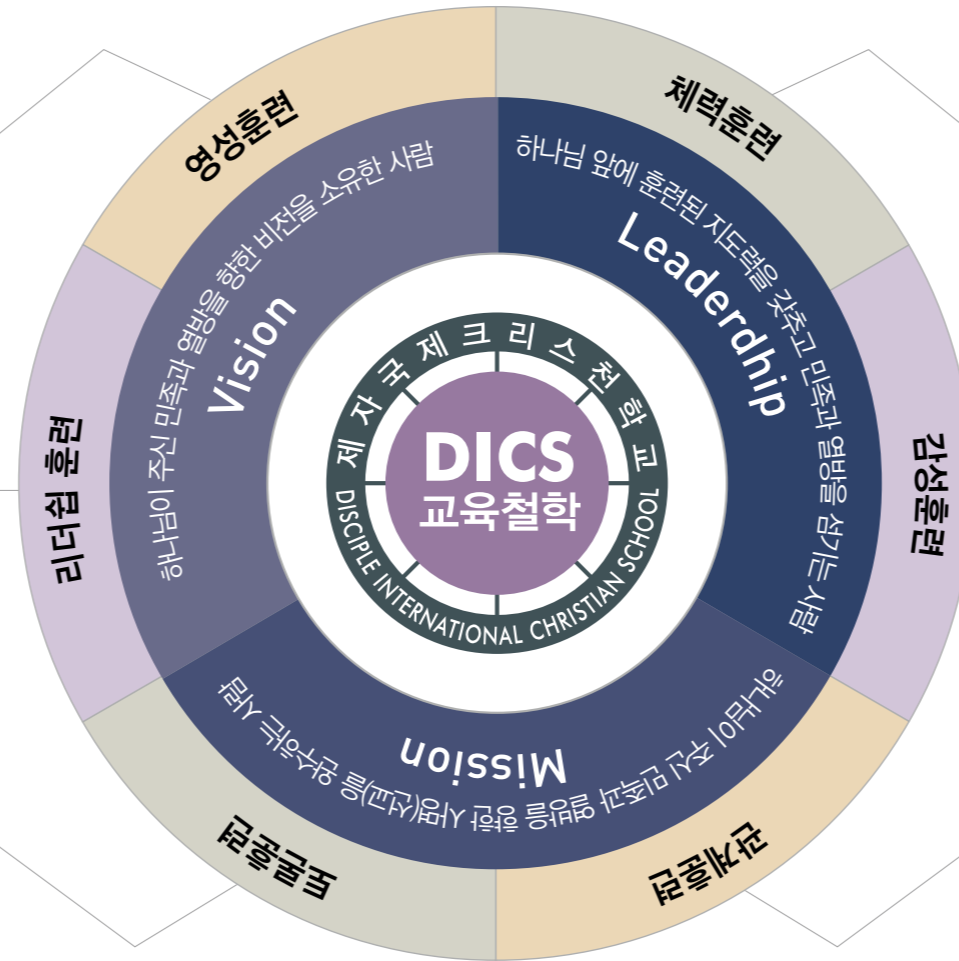 영성훈련
체력훈련
감성훈련
관계훈련
토론훈련
리더쉽 훈련
하나님이 주신 민족과 열방을 향한 비전을 소유한 사람
Vision
하나님 앞에 훈련된 지도력을 갖추고 민족과 열방을 섬기는 사람
Leaderdhip
하나님이 주신 민족과 열방을 향한 사명(선교)을 완수하는 사람
Mission
제자국제크리스천학교
DISCIPLE INTERNATIONAL CHRISTIAN SCHOOL
DICS
교육철학